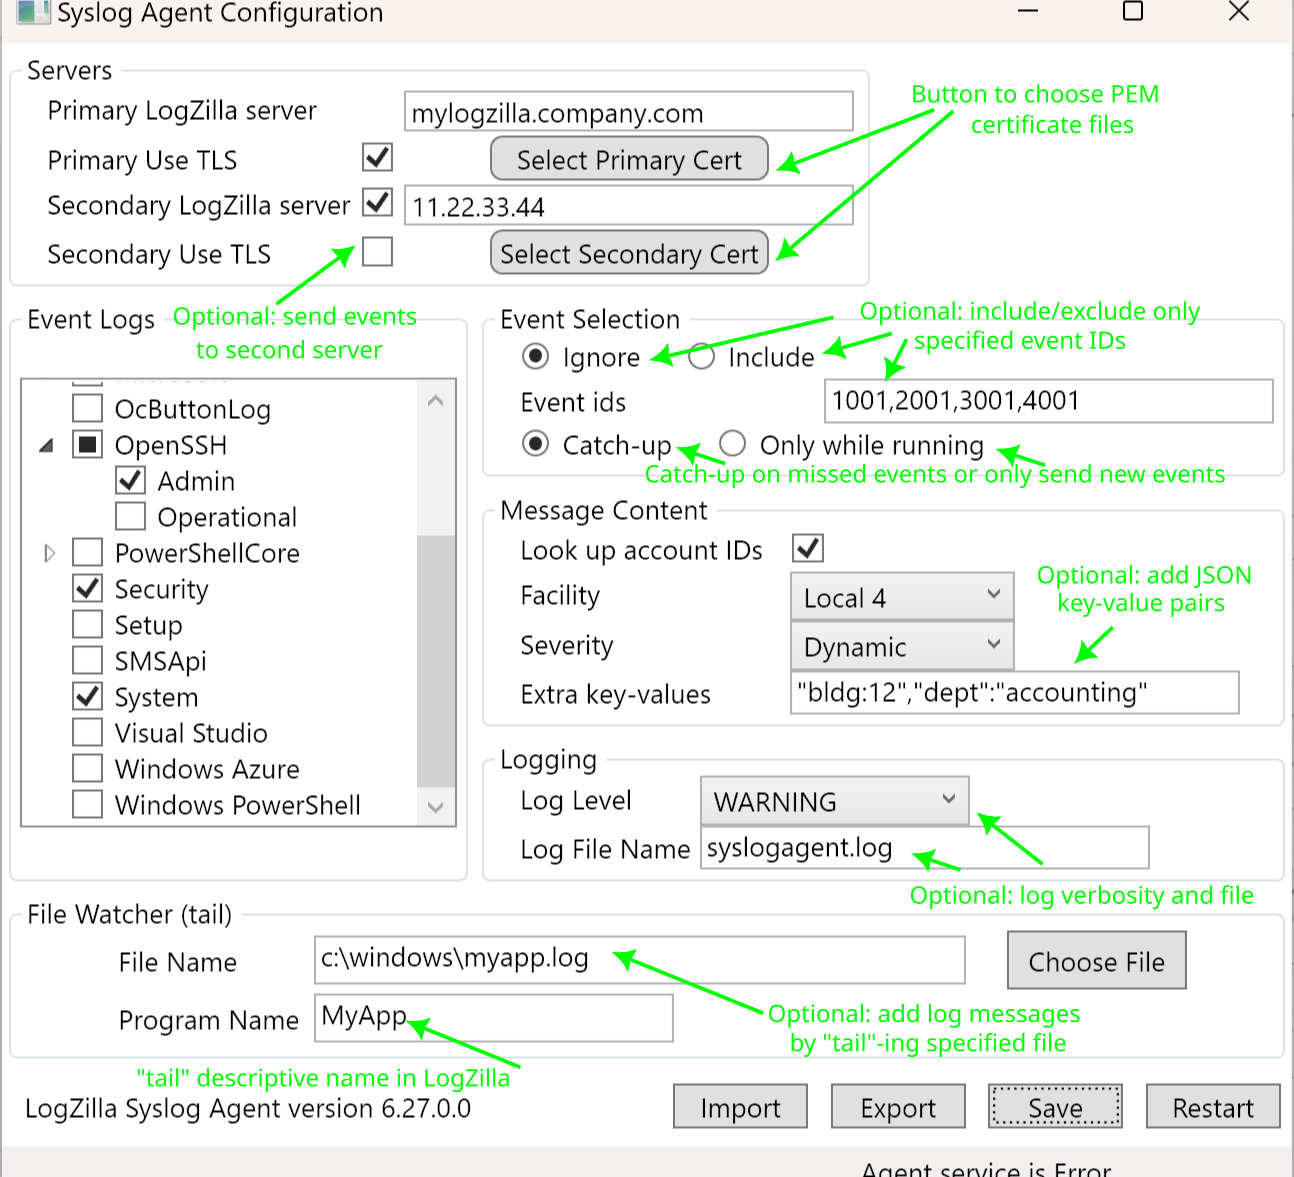 Syslog Agent Configuration
Servers
Primary LogZilla server
mylogzilla.company.com
Primary Use TLS
Select Primary Cert
Secondary LogZilla server
11.22.33.44
Secondary Use TLS
Select Secondary Cert
Button to choose PEM
certificate files
Optional: send events
to second server
Event Logs
OcButtonLog
OpenSSH
Admin
Operational
PowerShellCore
Security
Setup
SMSApi
System
Visual Studio
Windows Azure
Windows PowerShell
Event Selection
Optional: include/exclude only
specified event IDs
Ignore
Include
Event ids
1001,2001,3001,4001
Catch-up
Only while running
Catch-up on missed events or only send new events
Message Content
Look up account IDs
Facility
Local 4
Severity
Dynamic
Extra key-values
"bldg:12","dept":"accounting"
Optional: add JSON
key-value pairs
Logging
Log Level
WARNING
Log File Name
syslogagent.log
Optional: log verbosity and file
File Watcher (tail)
File Name
c:\windows\myapp.log
Choose File
Program Name
MyApp
Optional: add log messages
by "tail"-ing specified file
"tail" descriptive name in LogZilla
LogZilla Syslog Agent version 6.27.0.0
Import
Export
Save
Restart
Agent service is Error